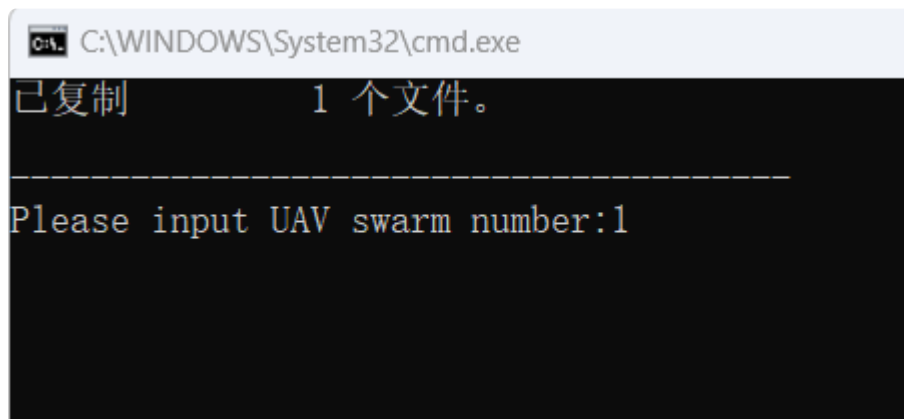 C:\WINDOWS\System32\cmd.exe
已复制         1 个文件。
---------------------------------------
Please input UAV swarm number:1